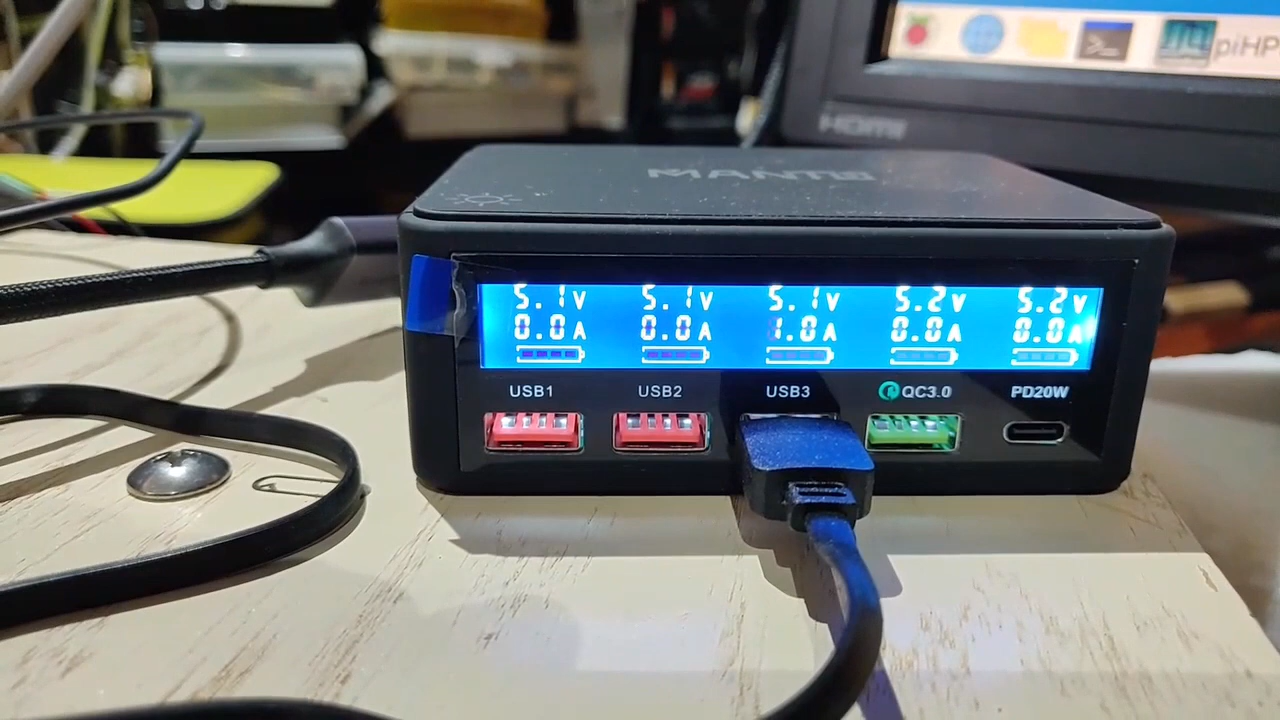 piHP
HDMI
MANTIS
5.1V 5.1V 5.1V 5.2V 5.2V
0.0A 0.0A 1.0A 0.0A 0.0A
USB1 USB2 USB3 QC3.0 PD20W